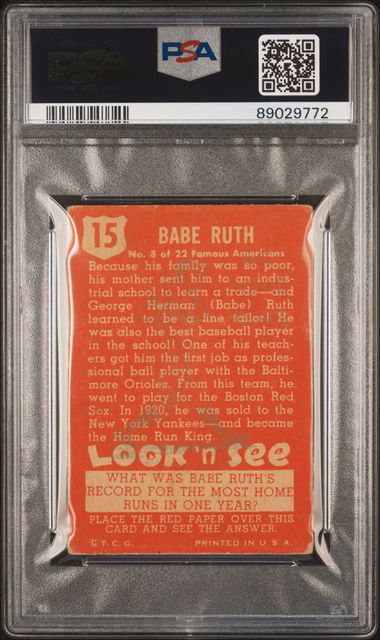 PSA
PSA
89029772
15
BABE RUTH
No. 8 of 22 Famous Americans
Because his family was so poor,
his mother sent him to an indus-
trial school to learn a trade—and
George Herman (Babe) Ruth
learned to be a fine tailor! He
was also the best baseball player
in the school! One of his teach-
ers got him the first job as profes-
sional ball player with the Balti-
more Orioles. From this team, he
went to play for the Boston Red
Sox. In 1920, he was sold to the
New York Yankees—and became
the Home Run King.
LOOK 'n SEE
WHAT WAS BABE RUTH'S
RECORD FOR THE MOST HOME
RUNS IN ONE YEAR?
PLACE THE RED PAPER OVER THIS
CARD AND SEE THE ANSWER.
© T. C. G. PRINTED IN U. S. A.